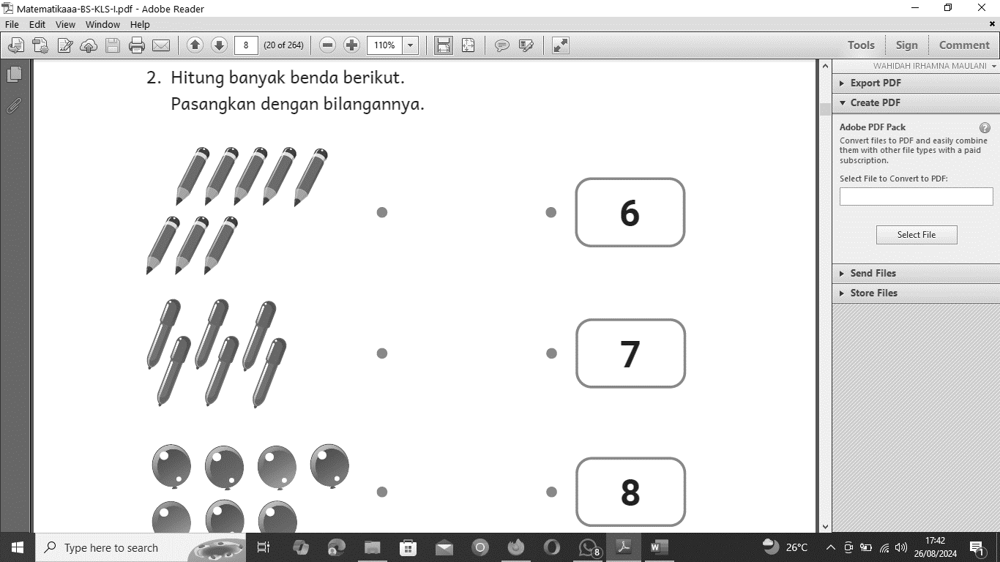 Matematikaaa-BS-KLS-I.pdf - Adobe Reader
File Edit View Window Help
8 (20 of 264) 110% Tools Sign Comment
WAHIDAH IRHAMNA MAULANI
Export PDF
Create PDF
Adobe PDF Pack
Convert files to PDF and easily combine
them with other file types with a paid
subscription.
Select File to Convert to PDF:
Select File
Send Files
Store Files
2. Hitung banyak benda berikut.
Pasangkan dengan bilangannya.
6
7
8
Type here to search
8
W
26°C
17:42
26/08/2024
1